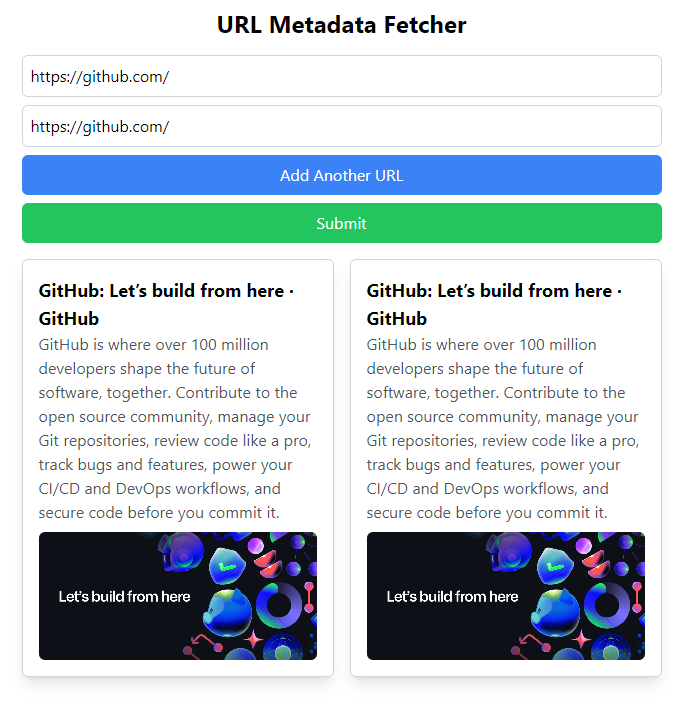 URL Metadata Fetcher
https://github.com/
https://github.com/
Add Another URL
Submit
GitHub: Let’s build from here ·
GitHub
GitHub is where over 100 million
developers shape the future of
software, together. Contribute to the
open source community, manage your
Git repositories, review code like a pro,
track bugs and features, power your
CI/CD and DevOps workflows, and
secure code before you commit it.
Let’s build from here
GitHub: Let’s build from here ·
GitHub
GitHub is where over 100 million
developers shape the future of
software, together. Contribute to the
open source community, manage your
Git repositories, review code like a pro,
track bugs and features, power your
CI/CD and DevOps workflows, and
secure code before you commit it.
Let’s build from here